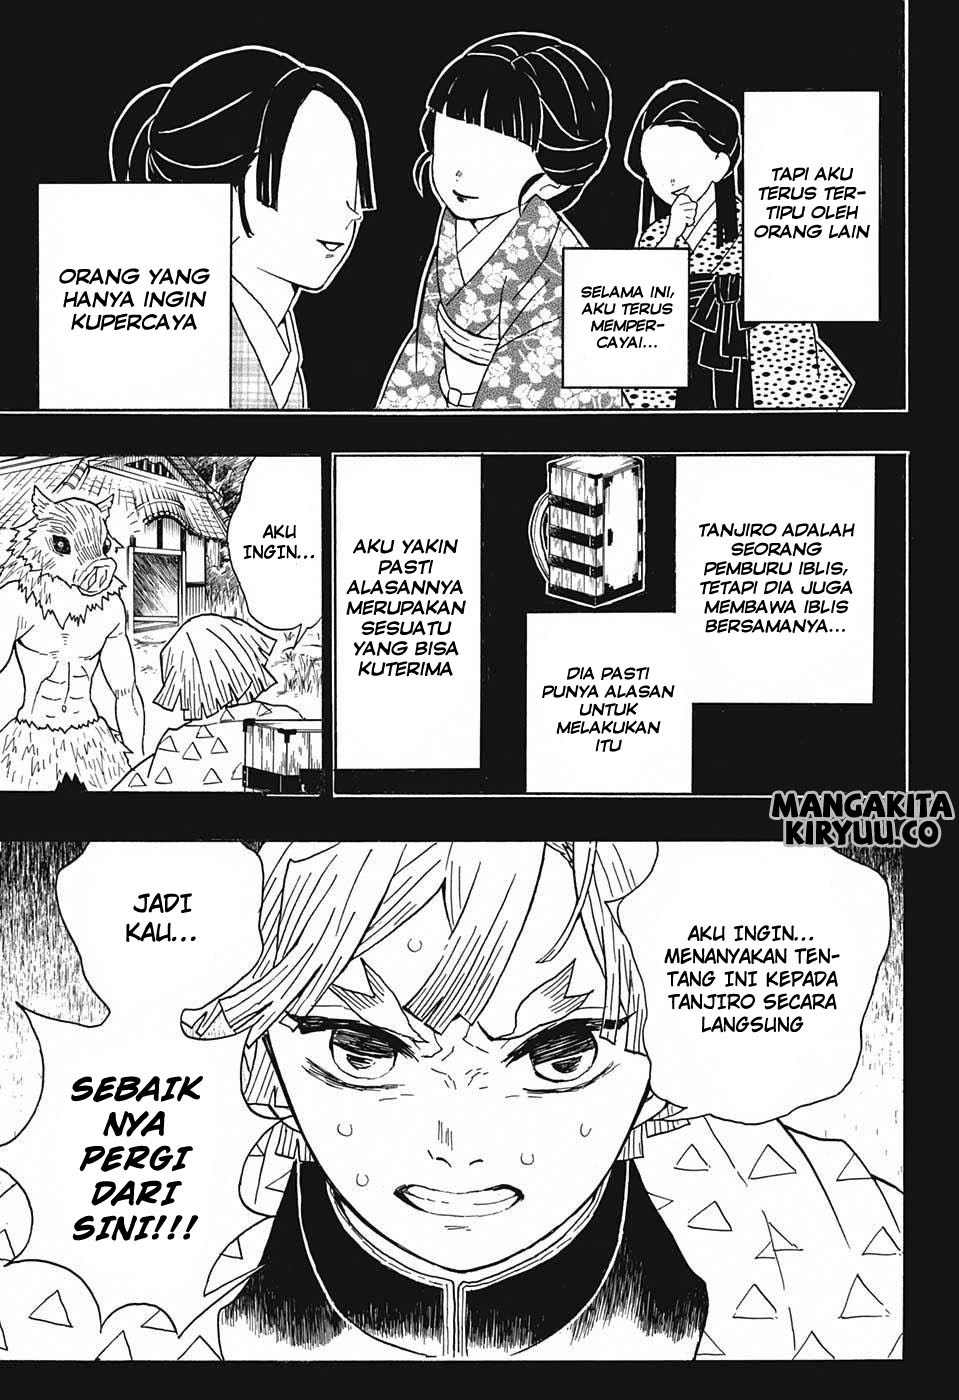 TAPI AKU
TERUS TER-
TIPU OLEH
ORANG LAIN
SELAMA INI,
AKU TERUS
MEMPER-
CAYAI...
ORANG YANG
HANYA INGIN
KUPERCAYA
TANJIRO ADALAH
SEORANG
PEMBURU IBLIS,
TETAPI DIA JUGA
MEMBAWA IBLIS
BERSAMANYA...
DIA PASTI
PUNYA ALASAN
UNTUK
MELAKUKAN
ITU
AKU YAKIN
PASTI
ALASANNYA
MERUPAKAN
SESUATU
YANG BISA
KUTERIMA
AKU
INGIN...
MANGAKITA
KIRYUU.CO
AKU INGIN...
MENANYAKAN TEN-
TANG INI KEPADA
TANJIRO SECARA
LANGSUNG
JADI
KAU...
SEBAIK
NYA
PERGI
DARI
SINI!!!